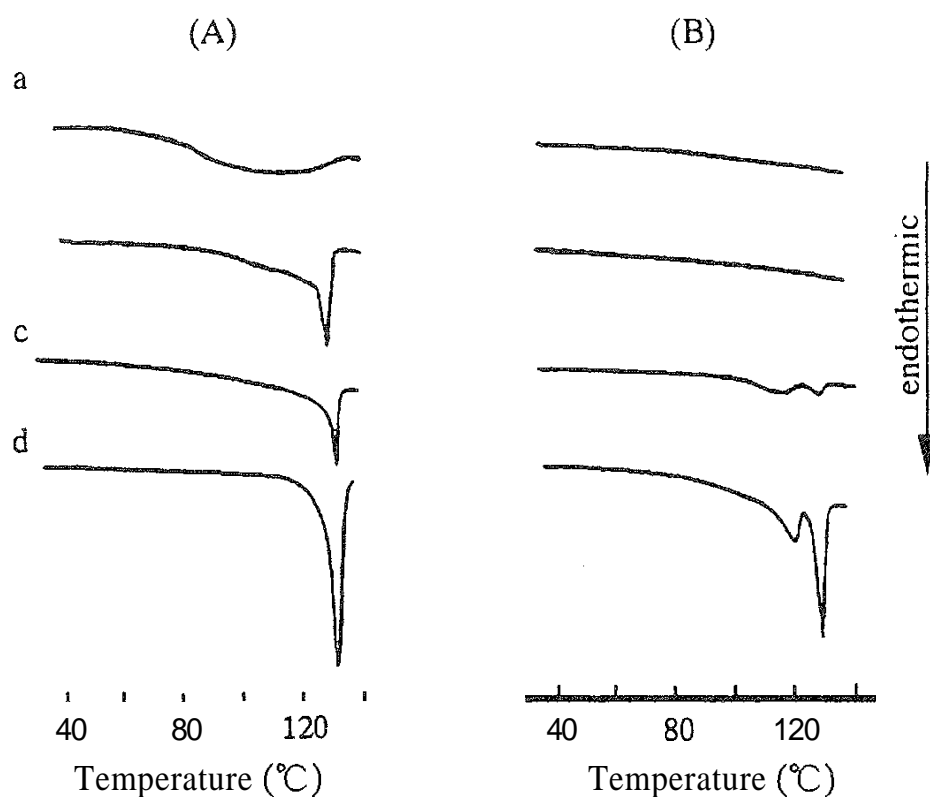 (A) (B)
a
c
d
endothermic
40 80 120 40 80 120
Temperature (℃) Temperature (℃)